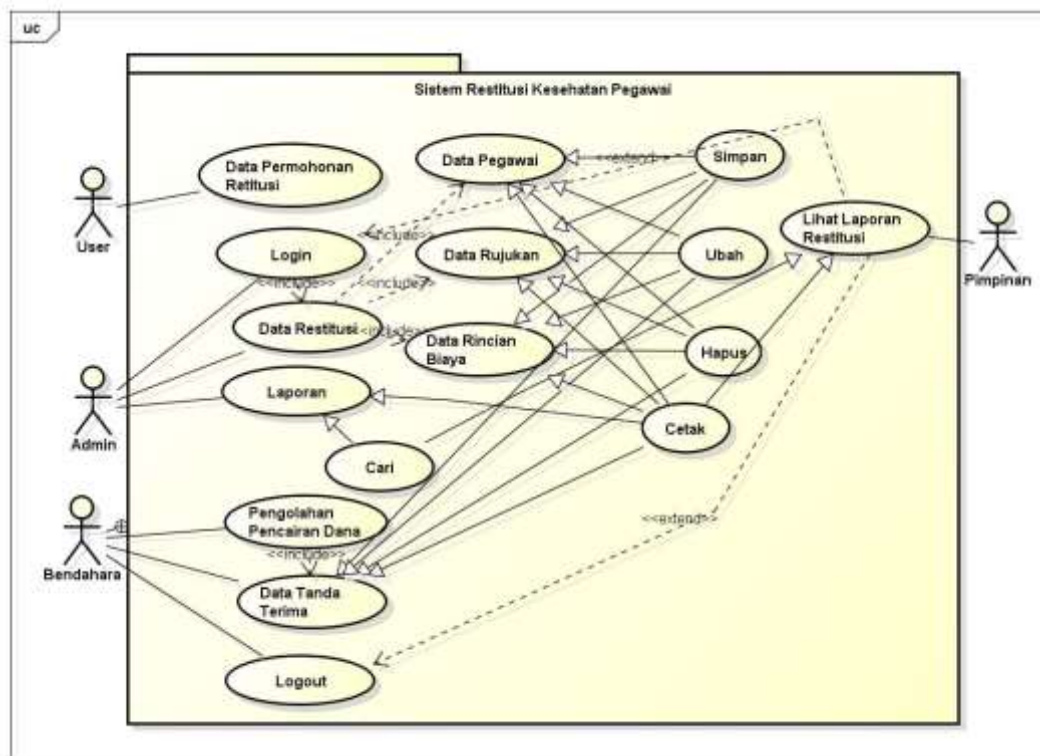 uc
Sistem Restitusi Kesehatan Pegawai
Data Permohonan
Retitusi
Data Pegawai
<<extend>>
Simpan
User
Login
<<include>>
Data Rujukan
Ubah
Lihat Laporan
Restitusi
Pimpinan
<<include>>
<<include>>
Data Restitusi
<<include>>
Data Rincian
Biaya
Hapus
Admin
Laporan
Cetak
Cari
Bendahara
Pengolahan
Pencairan Dana
<<extend>>
<<include>>
Data Tanda
Terima
Logout